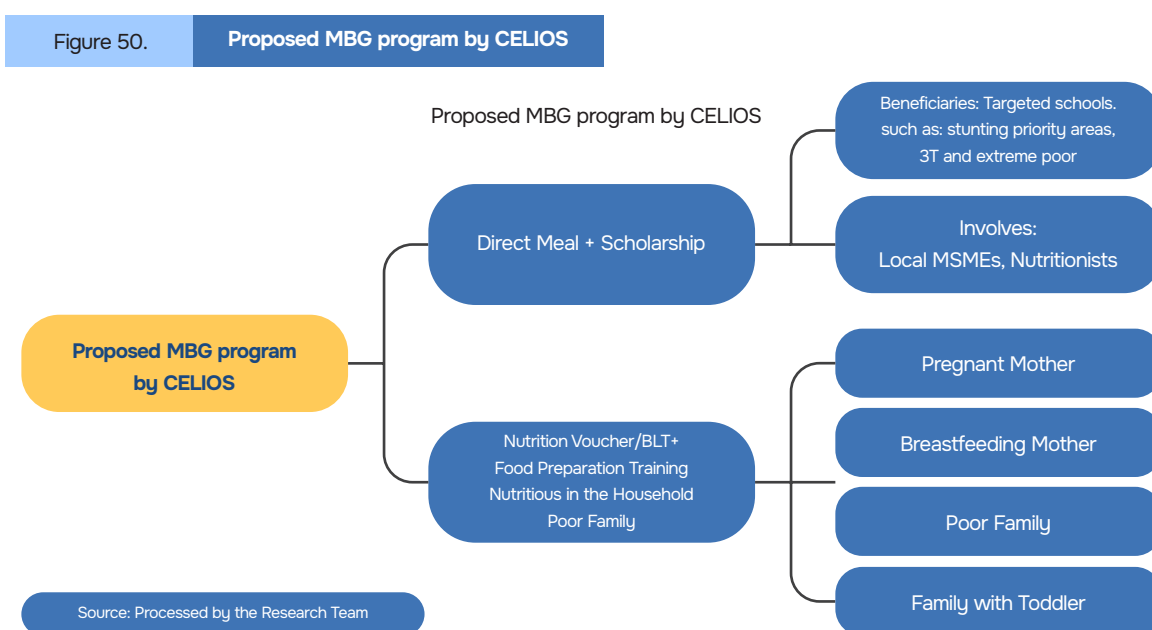 Figure 50.
Proposed MBG program by CELIOS
Proposed MBG program by CELIOS
Proposed MBG program
by CELIOS
Direct Meal + Scholarship
Beneficiaries: Targeted schools.
such as: stunting priority areas,
3T and extreme poor
Involves:
Local MSMEs, Nutritionists
Nutrition Voucher/BLT+
Food Preparation Training
Nutritious in the Household
Poor Family
Pregnant Mother
Breastfeeding Mother
Poor Family
Family with Toddler
Source: Processed by the Research Team